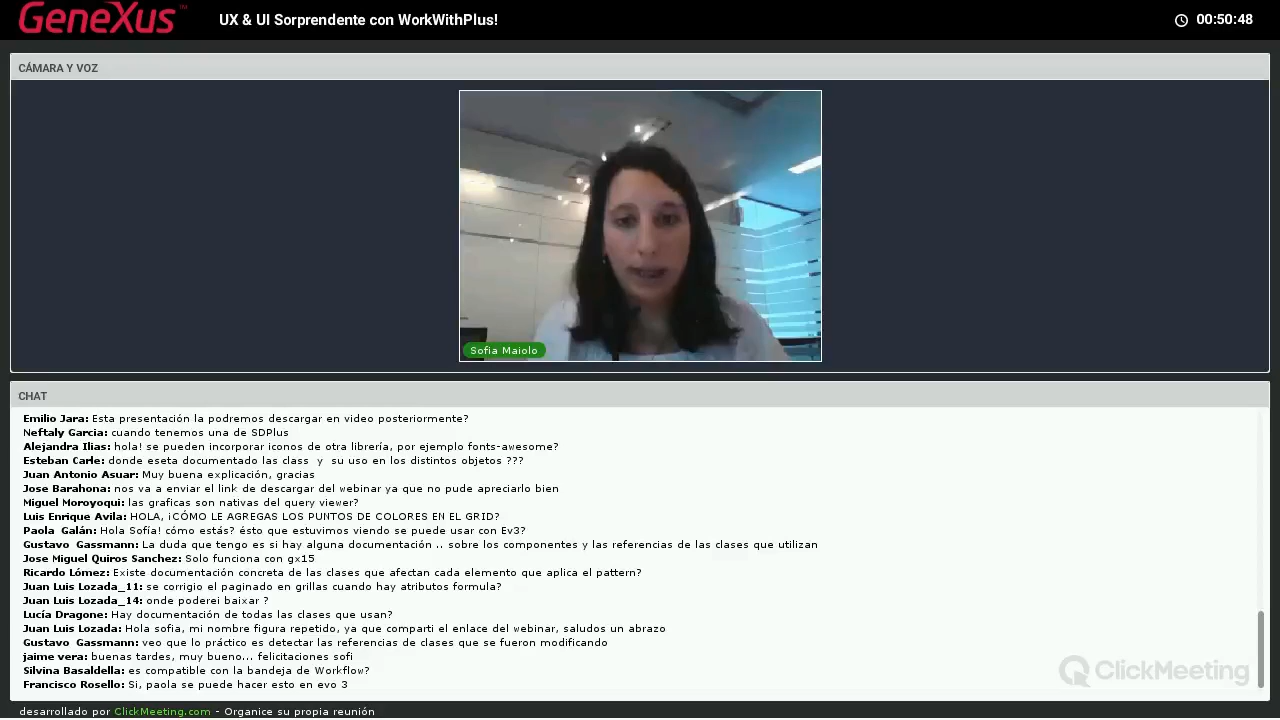 GeneXus™
UX & UI Sorprendente con WorkWithPlus!
00:50:48
CÁMARA Y VOZ
Sofia Maiolo
CHAT
Emilio Jara: Esta presentación la podremos descargar en video posteriormente?
Neftaly Garcia: cuando tenemos una de SDPlus
Alejandra Ilias: hola! se pueden incorporar iconos de otra librería, por ejemplo fonts-awesome?
Esteban Carle: donde eseta documentado las class y su uso en los distintos objetos ???
Juan Antonio Asuar: Muy buena explicación, gracias
Jose Barahona: nos va a enviar el link de descargar del webinar ya que no pude apreciarlo bien
Miguel Moroyoqui: las graficas son nativas del query viewer?
Luis Enrique Avila: HOLA, ¡CÓMO LE AGREGAS LOS PUNTOS DE COLORES EN EL GRID?
Paola Galán: Hola Sofía! cómo estás? ésto que estuvimos viendo se puede usar con Ev3?
Gustavo Gassmann: La duda que tengo es si hay alguna documentación .. sobre los componentes y las referencias de las clases que utilizan
Jose Miguel Quiros Sanchez: Solo funciona con gx15
Ricardo Lómez: Existe documentación concreta de las clases que afectan cada elemento que aplica el pattern?
Juan Luis Lozada_11: se corrigio el paginado en grillas cuando hay atributos formula?
Juan Luis Lozada_14: onde poderei baixar ?
Lucía Dragone: Hay documentación de todas las clases que usan?
Juan Luis Lozada: Hola sofia, mi nombre figura repetido, ya que comparti el enlace del webinar, saludos un abrazo
Gustavo Gassmann: veo que lo práctico es detectar las referencias de clases que se fueron modificando
jaime vera: buenas tardes, muy bueno... felicitaciones sofi
Silvina Basaldella: es compatible con la bandeja de Workflow?
Francisco Rosello: Si, paola se puede hacer esto en evo 3
ClickMeeting
desarrollado por ClickMeeting.com - Organice su propia reunión